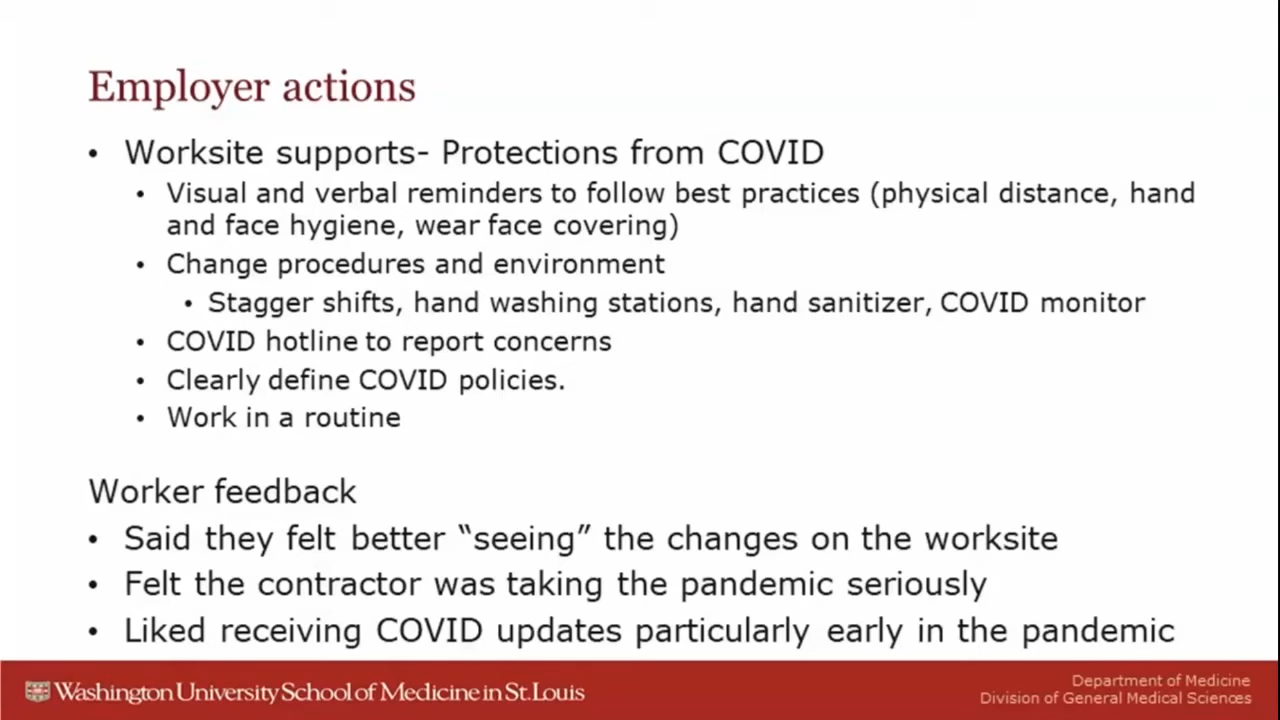 Employer actions
• Worksite supports- Protections from COVID
• Visual and verbal reminders to follow best practices (physical distance, hand
and face hygiene, wear face covering)
• Change procedures and environment
• Stagger shifts, hand washing stations, hand sanitizer, COVID monitor
• COVID hotline to report concerns
• Clearly define COVID policies.
• Work in a routine
Worker feedback
• Said they felt better “seeing” the changes on the worksite
• Felt the contractor was taking the pandemic seriously
• Liked receiving COVID updates particularly early in the pandemic
Washington University School of Medicine in St. Louis
Department of Medicine
Division of General Medical Sciences